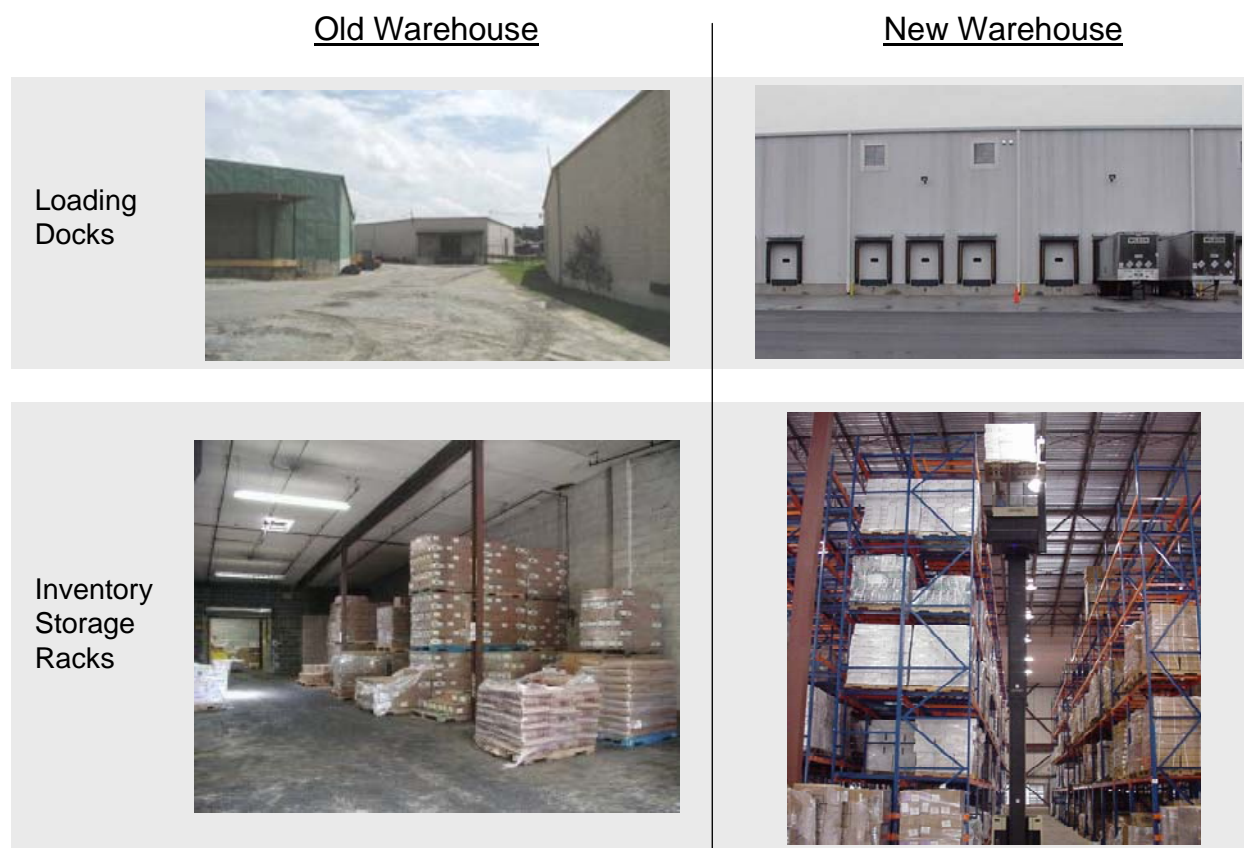 Old Warehouse
New Warehouse
Loading
Docks
Inventory
Storage
Racks